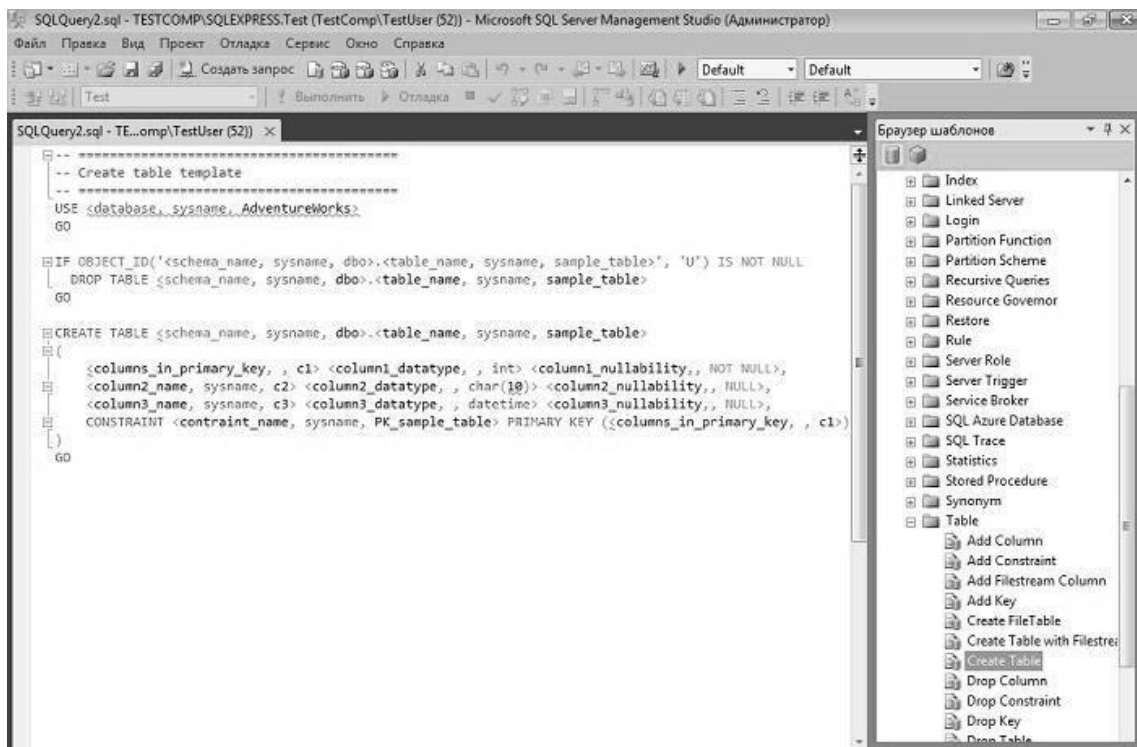 SQLQuery2.sql - TESTCOMP\SQLEXPRESS.Test (TestComp\TestUser (52)) - Microsoft SQL Server Management Studio (Администратор)
Файл Правка Вид Проект Отладка Сервис Окно Справка
Создать запрос Default Default
Test Выполнить Отладка
SQLQuery2.sql - TE...omp\TestUser (52)) ×
-- =========================================
-- Create table template
-- =========================================
USE <database, sysname, AdventureWorks>
GO
IF OBJECT_ID('<schema_name, sysname, dbo>.<table_name, sysname, sample_table>', 'U') IS NOT NULL
DROP TABLE <schema_name, sysname, dbo>.<table_name, sysname, sample_table>
GO
CREATE TABLE <schema_name, sysname, dbo>.<table_name, sysname, sample_table>
(
<columns_in_primary_key, , c1> <column1_datatype, , int> <column1_nullability,, NOT NULL>,
<column2_name, sysname, c2> <column2_datatype, , char(10)> <column2_nullability,, NULL>,
<column3_name, sysname, c3> <column3_datatype, , datetime> <column3_nullability,, NULL>,
CONSTRAINT <contraint_name, sysname, PK_sample_table> PRIMARY KEY (<columns_in_primary_key, , c1>)
)
GO
Браузер шаблонов
Index
Linked Server
Login
Partition Function
Partition Scheme
Recursive Queries
Resource Governor
Restore
Rule
Server Role
Server Trigger
Service Broker
SQL Azure Database
SQL Trace
Statistics
Stored Procedure
Synonym
Table
Add Column
Add Constraint
Add Filestream Column
Add Key
Create FileTable
Create Table with Filestrea
Create Table
Drop Column
Drop Constraint
Drop Key
Drop Table